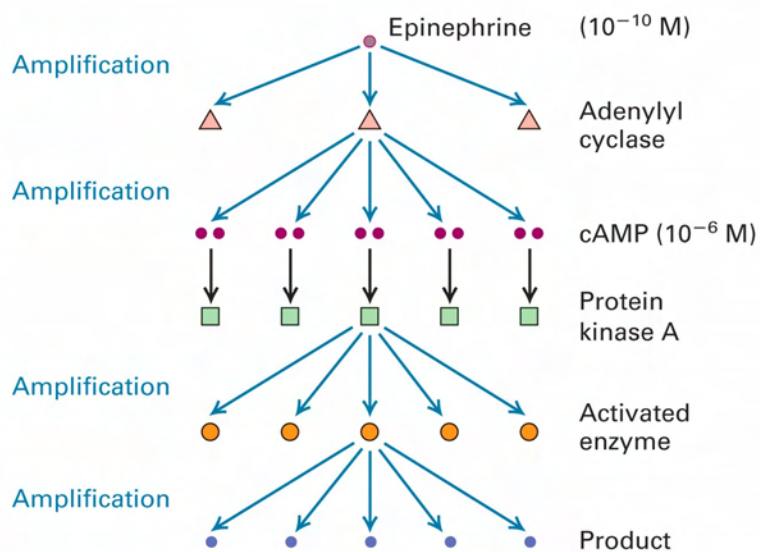 Epinephrine (10⁻¹⁰ M)
Amplification
Adenylyl
cyclase
Amplification
cAMP (10⁻⁶ M)
Protein
kinase A
Amplification
Activated
enzyme
Amplification
Product